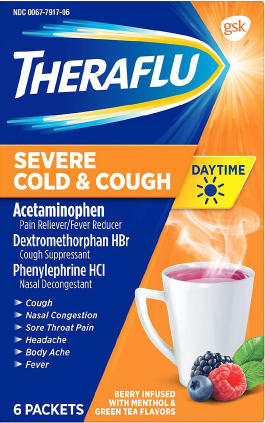 NDC 0067-7917-06
gsk
THERAFLU
SEVERE
COLD & COUGH
DAYTIME
Acetaminophen
Pain Reliever/Fever Reducer
Dextromethorphan HBr
Cough Suppressant
Phenylephrine HCl
Nasal Decongestant
Cough
Nasal Congestion
Sore Throat Pain
Headache
Body Ache
Fever
BERRY INFUSED
WITH MENTHOL &
GREEN TEA FLAVORS
6 PACKETS